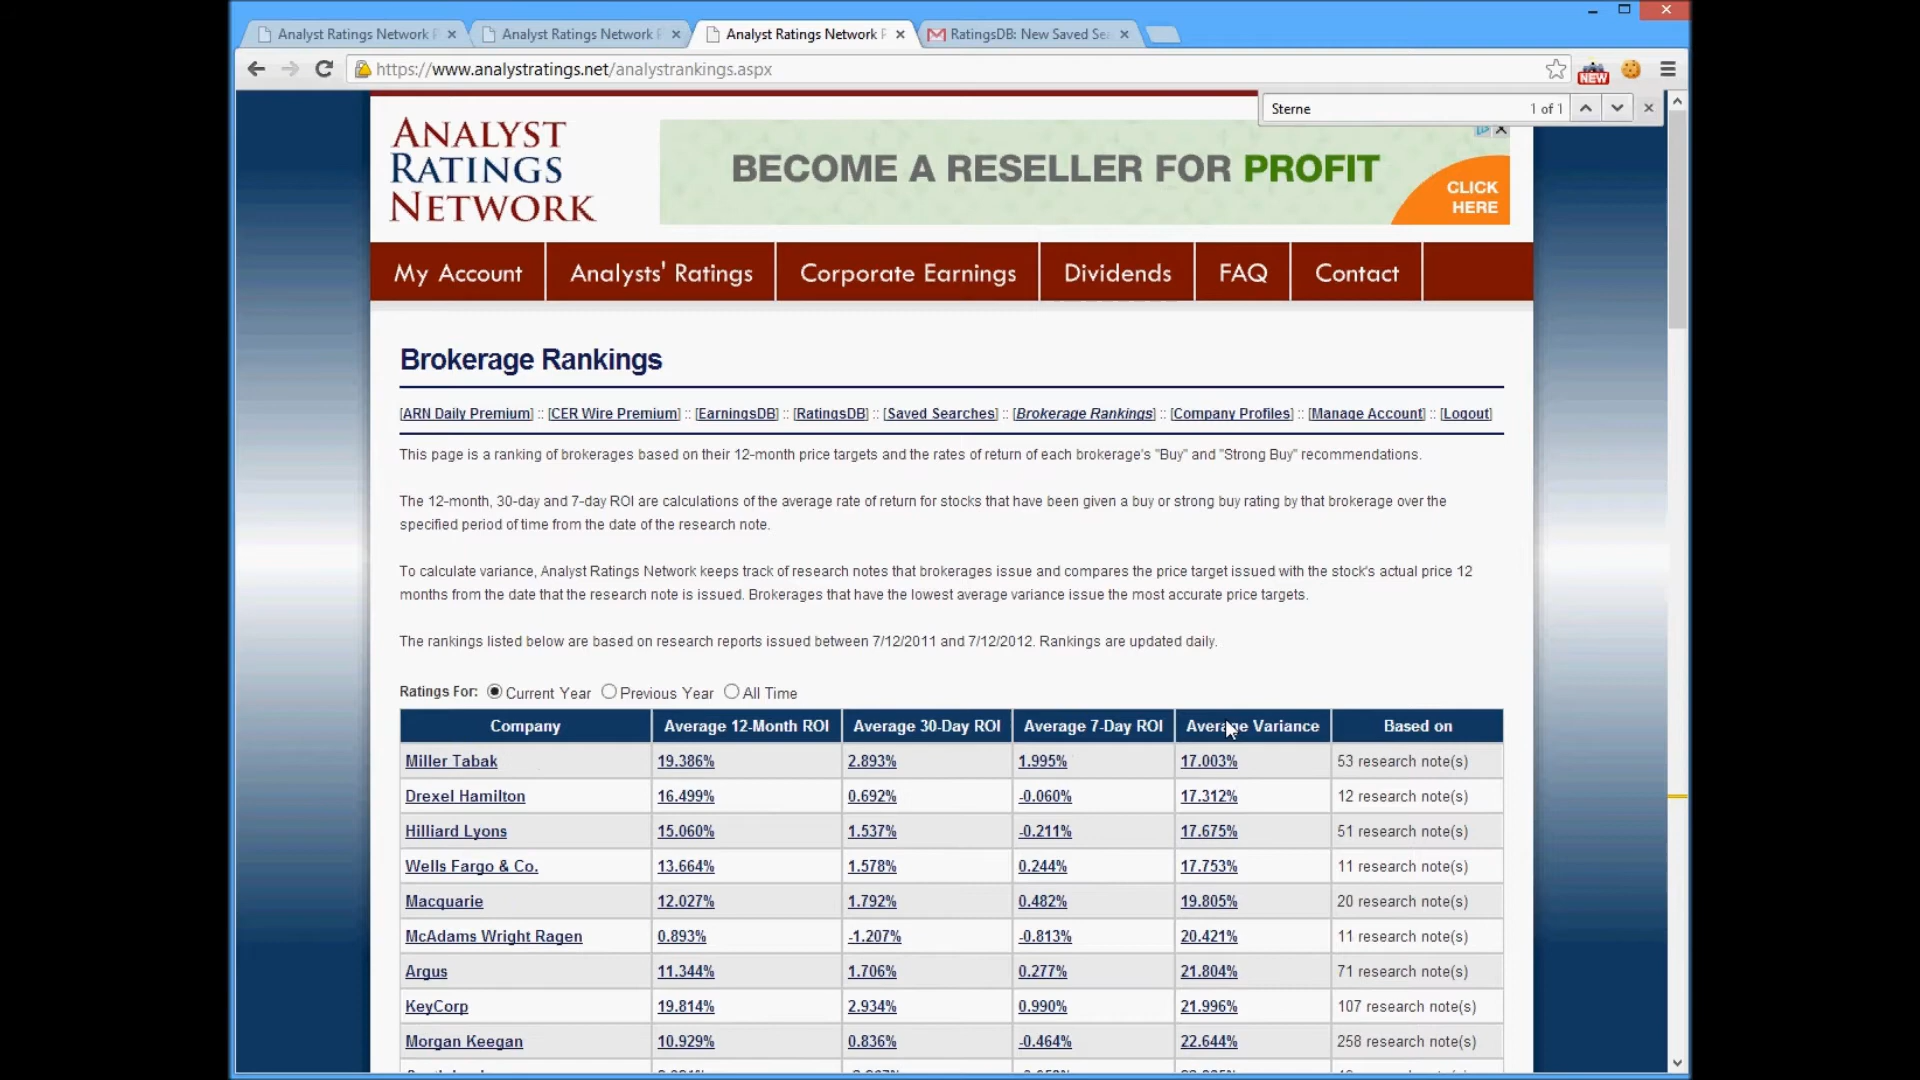 Analyst Ratings Network
Analyst Ratings Network
Analyst Ratings Network
RatingsDB: New Saved Sea
https://www.analystratings.net/analystrankings.aspx
NEW
Sterne 1 of 1
ANALYST
RATINGS
NETWORK
BECOME A RESELLER FOR PROFIT
CLICK
HERE
My Account Analysts' Ratings Corporate Earnings Dividends FAQ Contact
Brokerage Rankings
[ARN Daily Premium] :: [CER Wire Premium] :: [EarningsDB] :: [RatingsDB] :: [Saved Searches] :: [Brokerage Rankings] :: [Company Profiles] :: [Manage Account] :: [Logout]
This page is a ranking of brokerages based on their 12-month price targets and the rates of return of each brokerage's "Buy" and "Strong Buy" recommendations.
The 12-month, 30-day and 7-day ROI are calculations of the average rate of return for stocks that have been given a buy or strong buy rating by that brokerage over the
specified period of time from the date of the research note.
To calculate variance, Analyst Ratings Network keeps track of research notes that brokerages issue and compares the price target issued with the stock's actual price 12
months from the date that the research note is issued. Brokerages that have the lowest average variance issue the most accurate price targets.
The rankings listed below are based on research reports issued between 7/12/2011 and 7/12/2012. Rankings are updated daily.
Ratings For: Current Year Previous Year All Time
Company Average 12-Month ROI Average 30-Day ROI Average 7-Day ROI Average Variance Based on
Miller Tabak 19.386% 2.893% 1.995% 17.003% 53 research note(s)
Drexel Hamilton 16.499% 0.692% -0.060% 17.312% 12 research note(s)
Hilliard Lyons 15.060% 1.537% -0.211% 17.675% 51 research note(s)
Wells Fargo & Co. 13.664% 1.578% 0.244% 17.753% 11 research note(s)
Macquarie 12.027% 1.792% 0.482% 19.805% 20 research note(s)
McAdams Wright Ragen 0.893% -1.207% -0.813% 20.421% 11 research note(s)
Argus 11.344% 1.706% 0.277% 21.804% 71 research note(s)
KeyCorp 19.814% 2.934% 0.990% 21.996% 107 research note(s)
Morgan Keegan 10.929% 0.836% -0.464% 22.644% 258 research note(s)